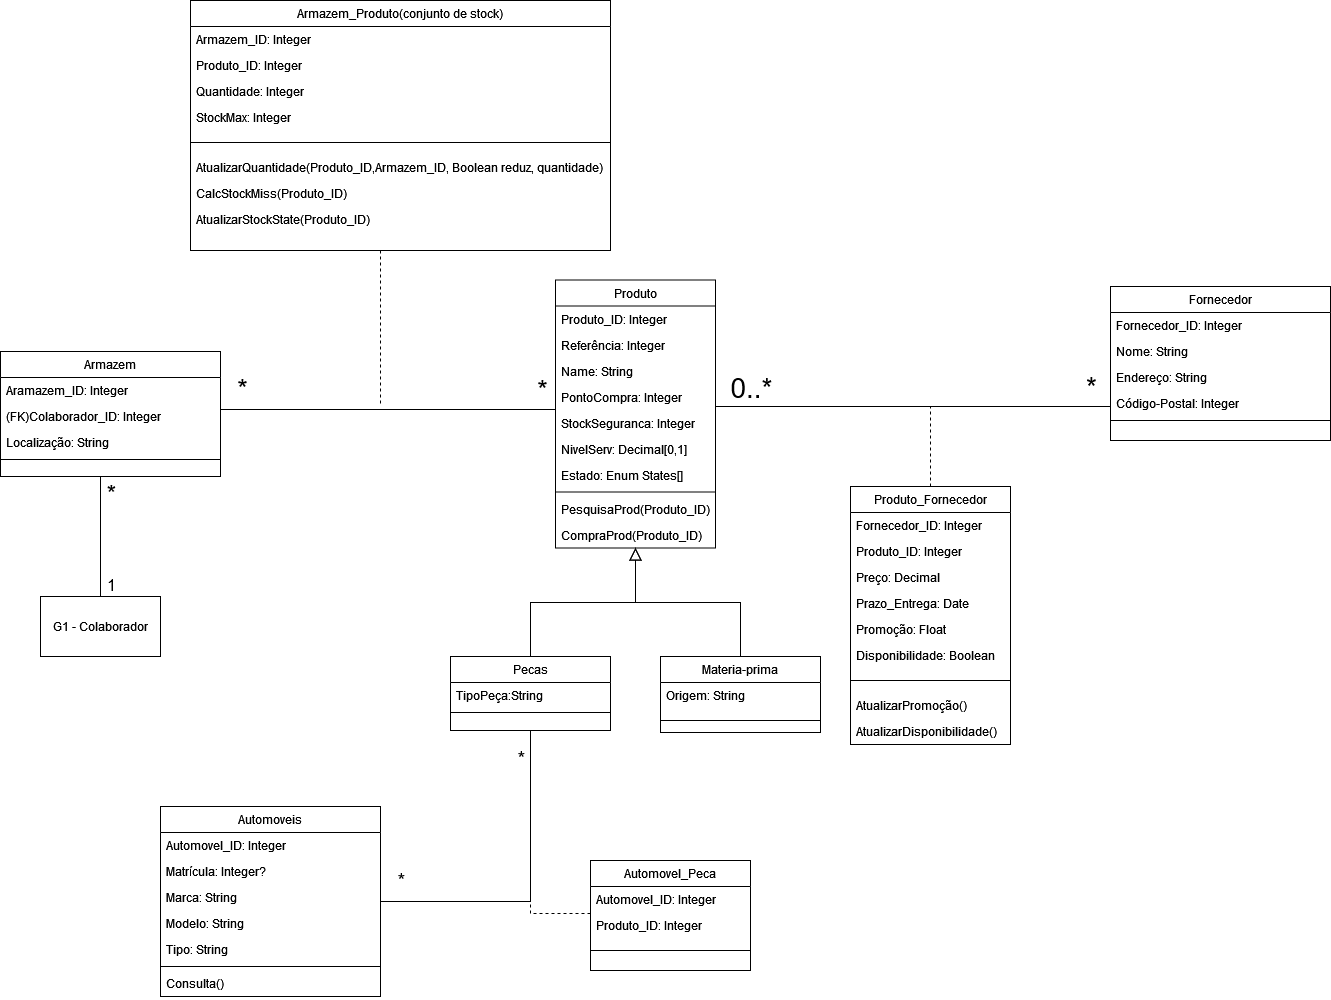 Armazem_Produto(conjunto de stock)
Armazem_ID: Integer
Produto_ID: Integer
Quantidade: Integer
StockMax: Integer
AtualizarQuantidade(Produto_ID,Armazem_ID, Boolean reduz, quantidade)
CalcStockMiss(Produto_ID)
AtualizarStockState(Produto_ID)
Armazem
Aramazem_ID: Integer
(FK)Colaborador_ID: Integer
Localização: String
*
*
Produto
Produto_ID: Integer
Referência: Integer
Name: String
PontoCompra: Integer
StockSeguranca: Integer
NivelServ: Decimal[0,1]
Estado: Enum States[]
PesquisaProd(Produto_ID)
CompraProd(Produto_ID)
0..*
*
Fornecedor
Fornecedor_ID: Integer
Nome: String
Endereço: String
Código-Postal: Integer
*
1
G1 - Colaborador
Produto_Fornecedor
Fornecedor_ID: Integer
Produto_ID: Integer
Preço: Decimal
Prazo_Entrega: Date
Promoção: Float
Disponibilidade: Boolean
AtualizarPromoção()
AtualizarDisponibilidade()
Pecas
TipoPeça:String
Materia-prima
Origem: String
*
*
Automoveis
Automovel_ID: Integer
Matrícula: Integer?
Marca: String
Modelo: String
Tipo: String
Consulta()
Automovel_Peca
Automovel_ID: Integer
Produto_ID: Integer